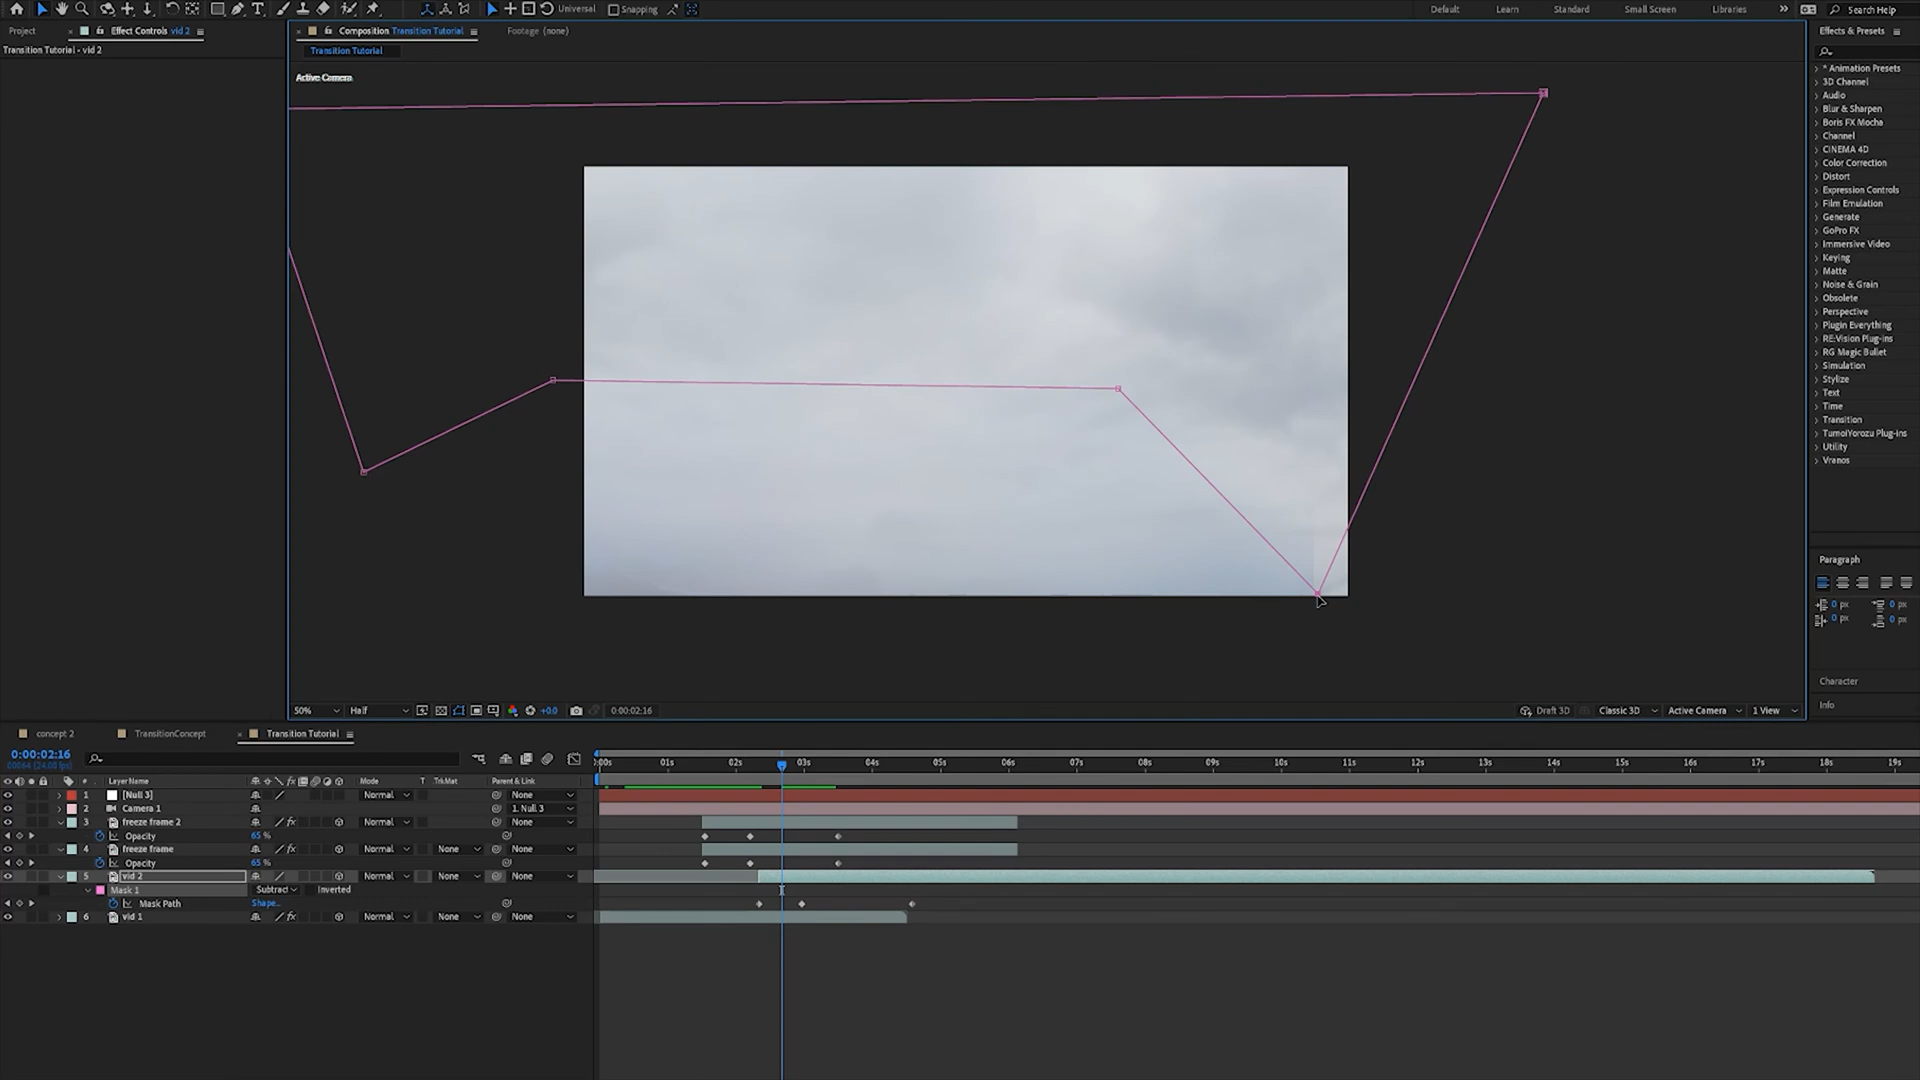 Universal
Snapping
Default
Learn
Standard
Small Screen
Libraries
Search Help
Project
Effect Controls vid 2
Composition Transition Tutorial
Footage (none)
Effects & Presets
Transition Tutorial - vid 2
Transition Tutorial
Active Camera
* Animation Presets
3D Channel
Audio
Blur & Sharpen
Boris FX Mocha
Channel
CINEMA 4D
Color Correction
Distort
Expression Controls
Film Emulation
Generate
GoPro FX
Immersive Video
Keying
Matte
Noise & Grain
Obsolete
Perspective
Plugin Everything
RE:Vision Plug-ins
RG Magic Bullet
Simulation
Stylize
Text
Time
Transition
TumoiYorozu Plug-ins
Utility
Vranos
Paragraph
0 px
0 px
0 px
0 px
Character
Info
50%
Half
+0.0
0:00:02:16
Draft 3D
Classic 3D
Active Camera
1 View
concept 2
TransitionConcept
Transition Tutorial
0:00:02:16
00064 (24.00 fps)
:00s 01s 02s 03s 04s 05s 06s 07s 08s 09s 10s 11s 12s 13s 14s 15s 16s 17s 18s 19s
# Layer Name Mode T TrkMat Parent & Link
1 [Null 3] Normal None
2 Camera 1 1. Null 3
3 freeze frame 2 Normal None
Opacity 65 %
4 freeze frame Normal None None
Opacity 65 %
5 vid 2 Normal None None
Mask 1 Subtract Inverted
Mask Path Shape...
6 vid 1 Normal None None